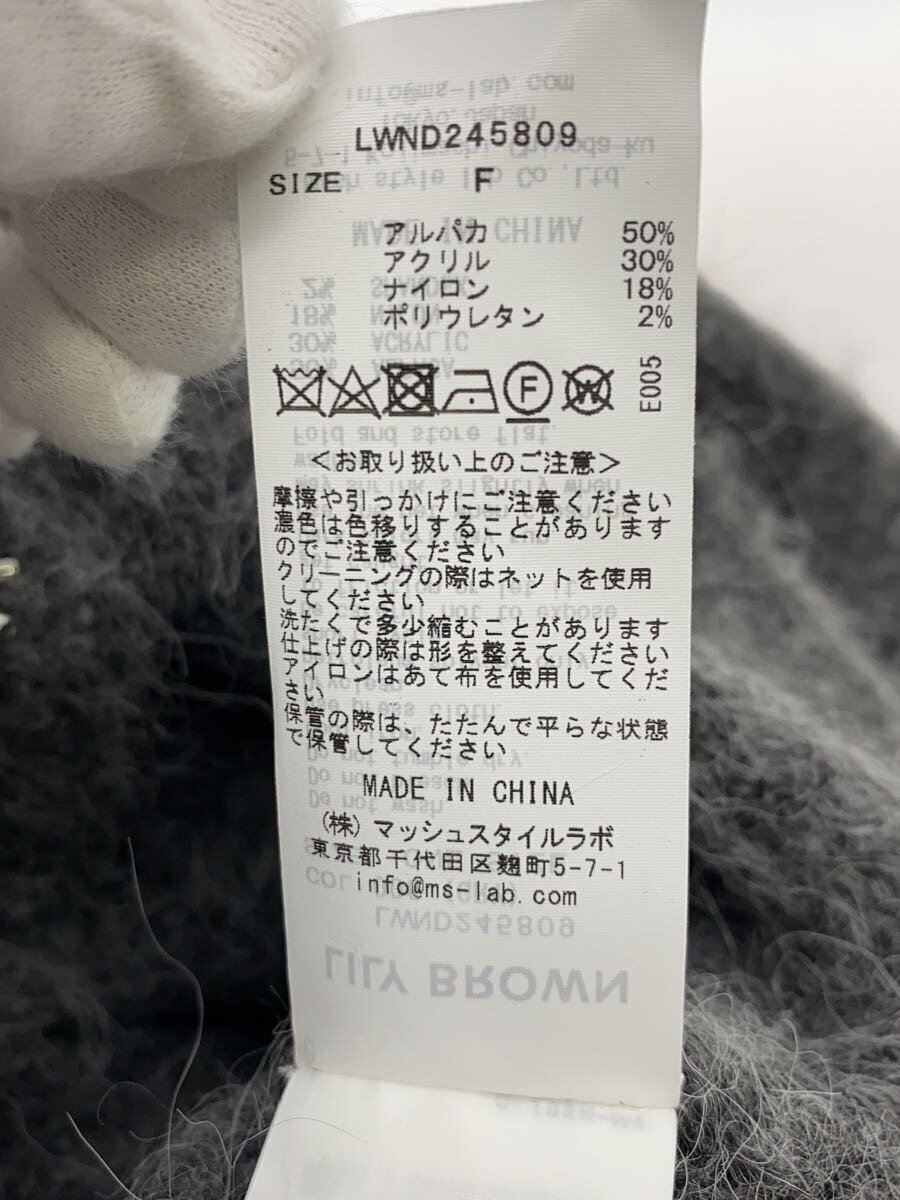 LWND245809
SIZE F
アルパカ 50%
アクリル 30%
ナイロン 18%
ポリウレタン 2%
F W E005
<お取り扱い上のご注意>
摩擦や引っかけにご注意ください
濃色は色移りすることがあります
のでご注意ください
クリーニングの際はネットを使用
してください
洗たくで多少縮むことがあります
仕上げの際は形を整えてください
アイロンはあて布を使用してくだ
さい
保管の際は、たたんで平らな状態
で保管してください
MADE IN CHINA
(株)マッシュスタイルラボ
東京都千代田区麹町5-7-1
info@ms-lab.com
LWND245809
LILY BROWN